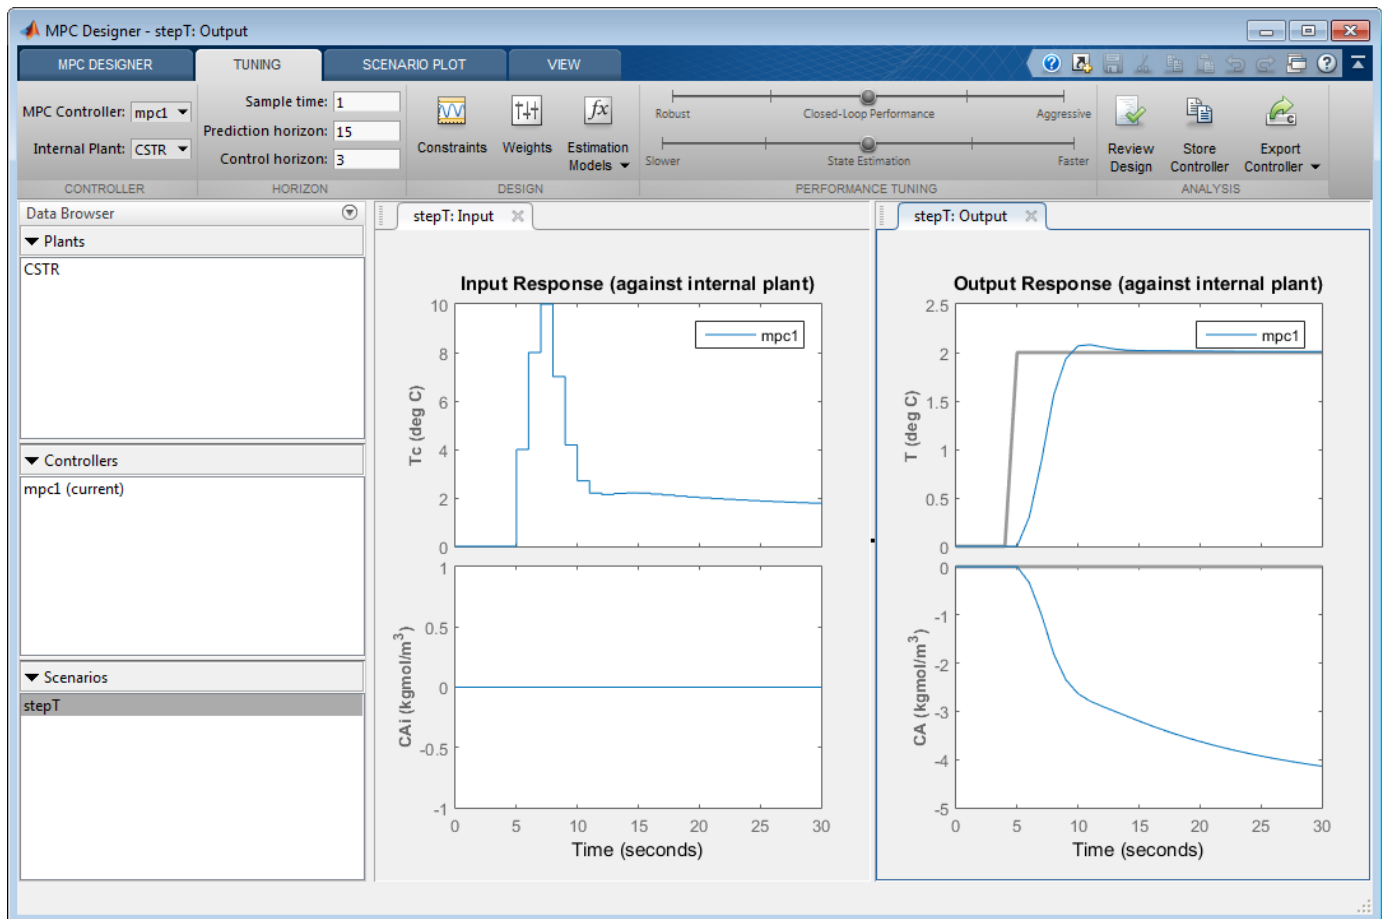 MPC Designer - stepT: Output
MPC DESIGNER TUNING SCENARIO PLOT VIEW
MPC Controller: mpc1
Internal Plant: CSTR
CONTROLLER
Sample time: 1
Prediction horizon: 15
Control horizon: 3
HORIZON
Constraints Weights Estimation
Models
DESIGN
Robust Closed-Loop Performance Aggressive
Slower State Estimation Faster
PERFORMANCE TUNING
Review
Design
Store
Controller
Export
Controller
ANALYSIS
Data Browser
Plants
CSTR
Controllers
mpc1 (current)
Scenarios
stepT
stepT: Input
Input Response (against internal plant)
mpc1
Tc (deg C)
10
8
6
4
2
0
CAi (kgmol/m3)
1
0.5
0
-0.5
-1
0 5 10 15 20 25 30
Time (seconds)
stepT: Output
Output Response (against internal plant)
mpc1
T (deg C)
2.5
2
1.5
1
0.5
0
CA (kgmol/m3)
0
-1
-2
-3
-4
-5
0 5 10 15 20 25 30
Time (seconds)